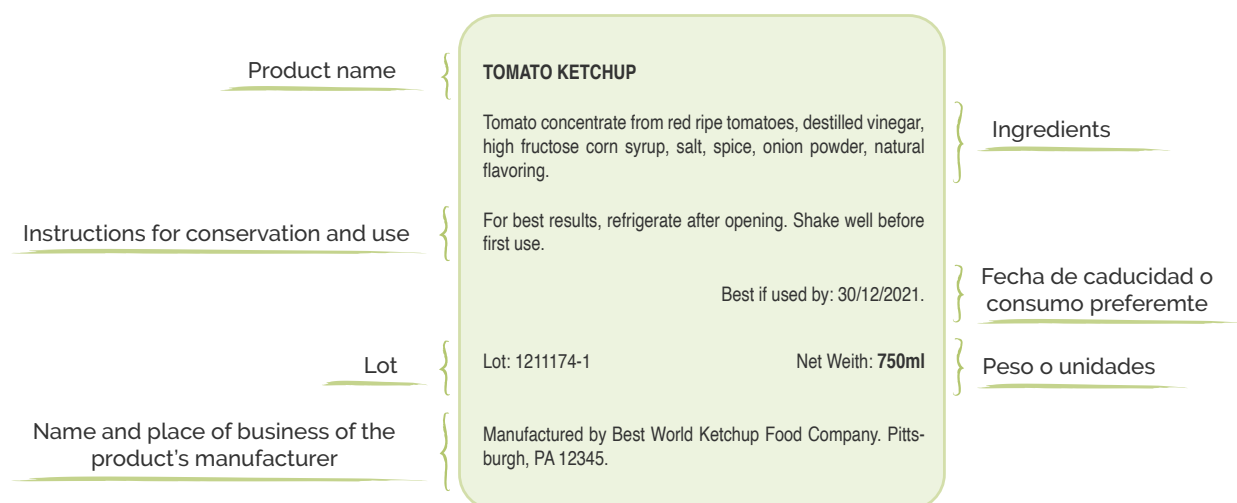 Product name
TOMATO KETCHUP
Tomato concentrate from red ripe tomatoes, destilled vinegar,
high fructose corn syrup, salt, spice, onion powder, natural
flavoring.
Ingredients
Instructions for conservation and use
For best results, refrigerate after opening. Shake well before
first use.
Best if used by: 30/12/2021.
Fecha de caducidad o
consumo preferemte
Lot
Lot: 1211174-1
Net Weith: 750ml
Peso o unidades
Name and place of business of the
product’s manufacturer
Manufactured by Best World Ketchup Food Company. Pitts-
burgh, PA 12345.